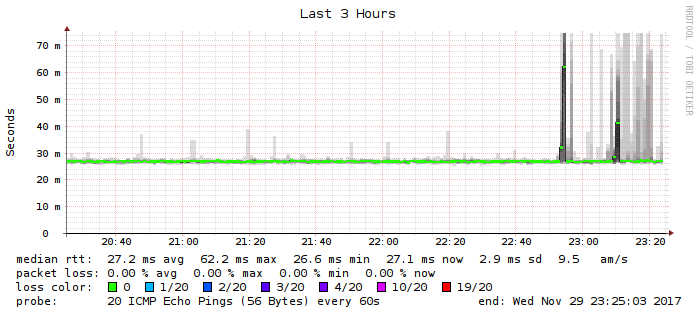 Last 3 Hours
RRDTOOL / TOBI OETIKER
Seconds
70 m
60 m
50 m
40 m
30 m
20 m
10 m
0
20:40 21:00 21:20 21:40 22:00 22:20 22:40 23:00 23:20
median rtt: 27.2 ms avg 62.2 ms max 26.6 ms min 27.1 ms now 2.9 ms sd 9.5 am/s
packet loss: 0.00 % avg 0.00 % max 0.00 % min 0.00 % now
loss color: 0 1/20 2/20 3/20 4/20 10/20 19/20
probe: 20 ICMP Echo Pings (56 Bytes) every 60s end: Wed Nov 29 23:25:03 2017